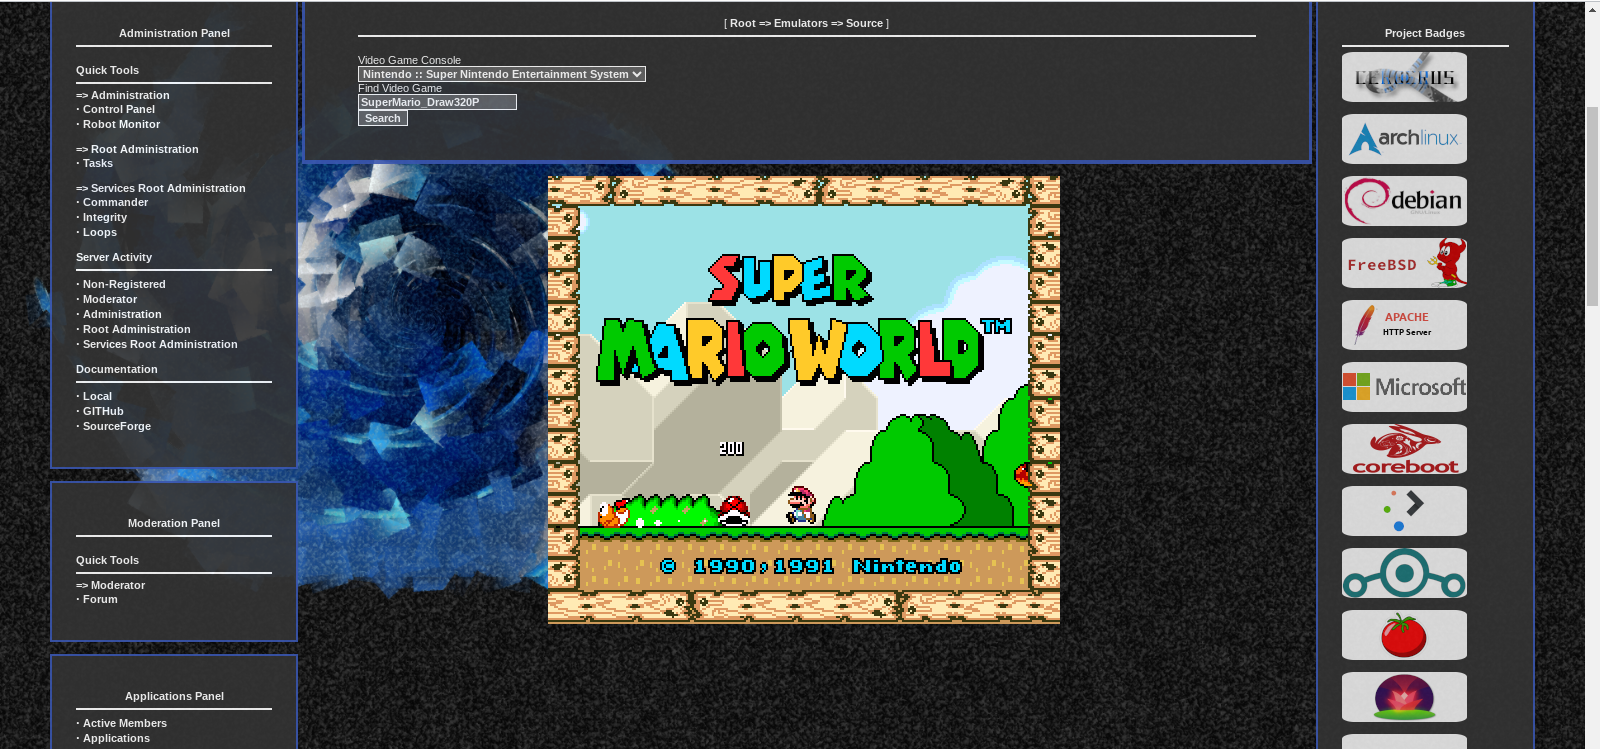 Administration Panel
Quick Tools
=> Administration
· Control Panel
· Robot Monitor
=> Root Administration
· Tasks
=> Services Root Administration
· Commander
· Integrity
· Loops
Server Activity
· Non-Registered
· Moderator
· Administration
· Root Administration
· Services Root Administration
Documentation
· Local
· GITHub
· SourceForge
Moderation Panel
Quick Tools
=> Moderator
· Forum
Applications Panel
· Active Members
· Applications
[ Root => Emulators => Source ]
Video Game Console
Nintendo :: Super Nintendo Entertainment System
Find Video Game
SuperMario_Draw320P
Search
SUPER
MARIO WORLD™
200
© 1990,1991 Nintendo
Project Badges
CERBEROS
archlinux
debian
FreeBSD
APACHE
HTTP Server
Microsoft
coreboot